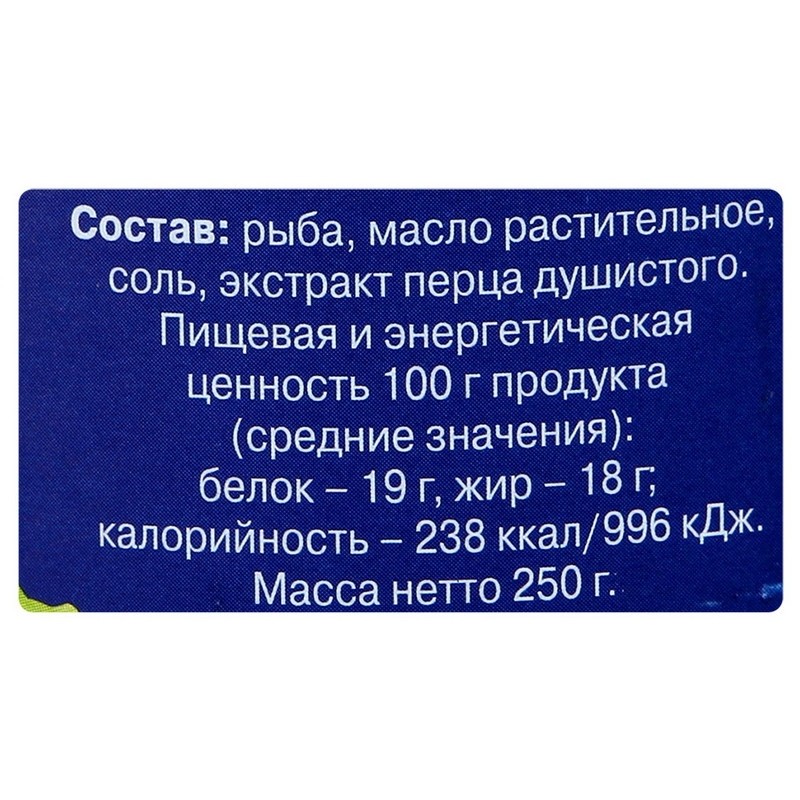 Состав: рыба, масло растительное,
соль, экстракт перца душистого.
Пищевая и энергетическая
ценность 100 г продукта
(средние значения):
белок – 19 г, жир – 18 г;
калорийность – 238 ккал/996 кДж.
Масса нетто 250 г.